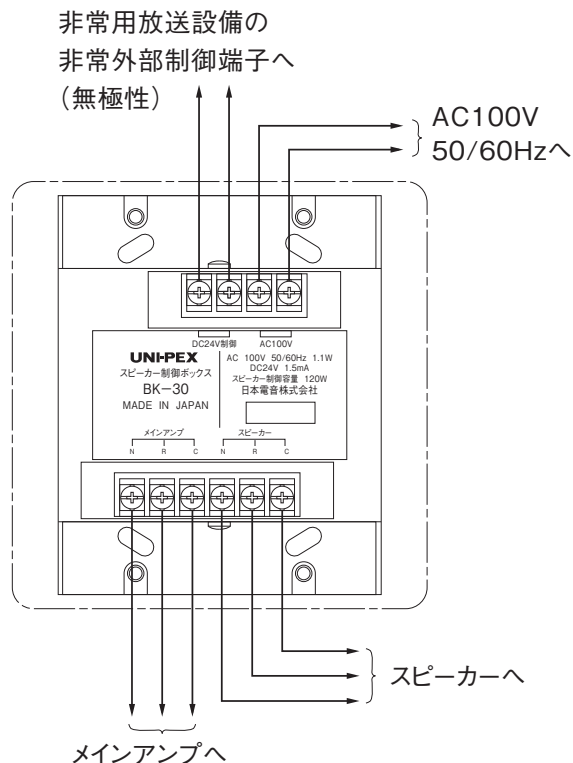 非常用放送設備の
非常外部制御端子へ
（無極性）
AC100V
50/60Hzへ
DC24V制御 AC100V
UNI-PEX
スピーカー制御ボックス
BK−30
MADE IN JAPAN
AC 100V 50/60Hz 1.1W
DC24V 1.5mA
スピーカー制御容量 120W
日本電音株式会社
メインアンプ スピーカー
N R C N R C
スピーカーへ
メインアンプへ